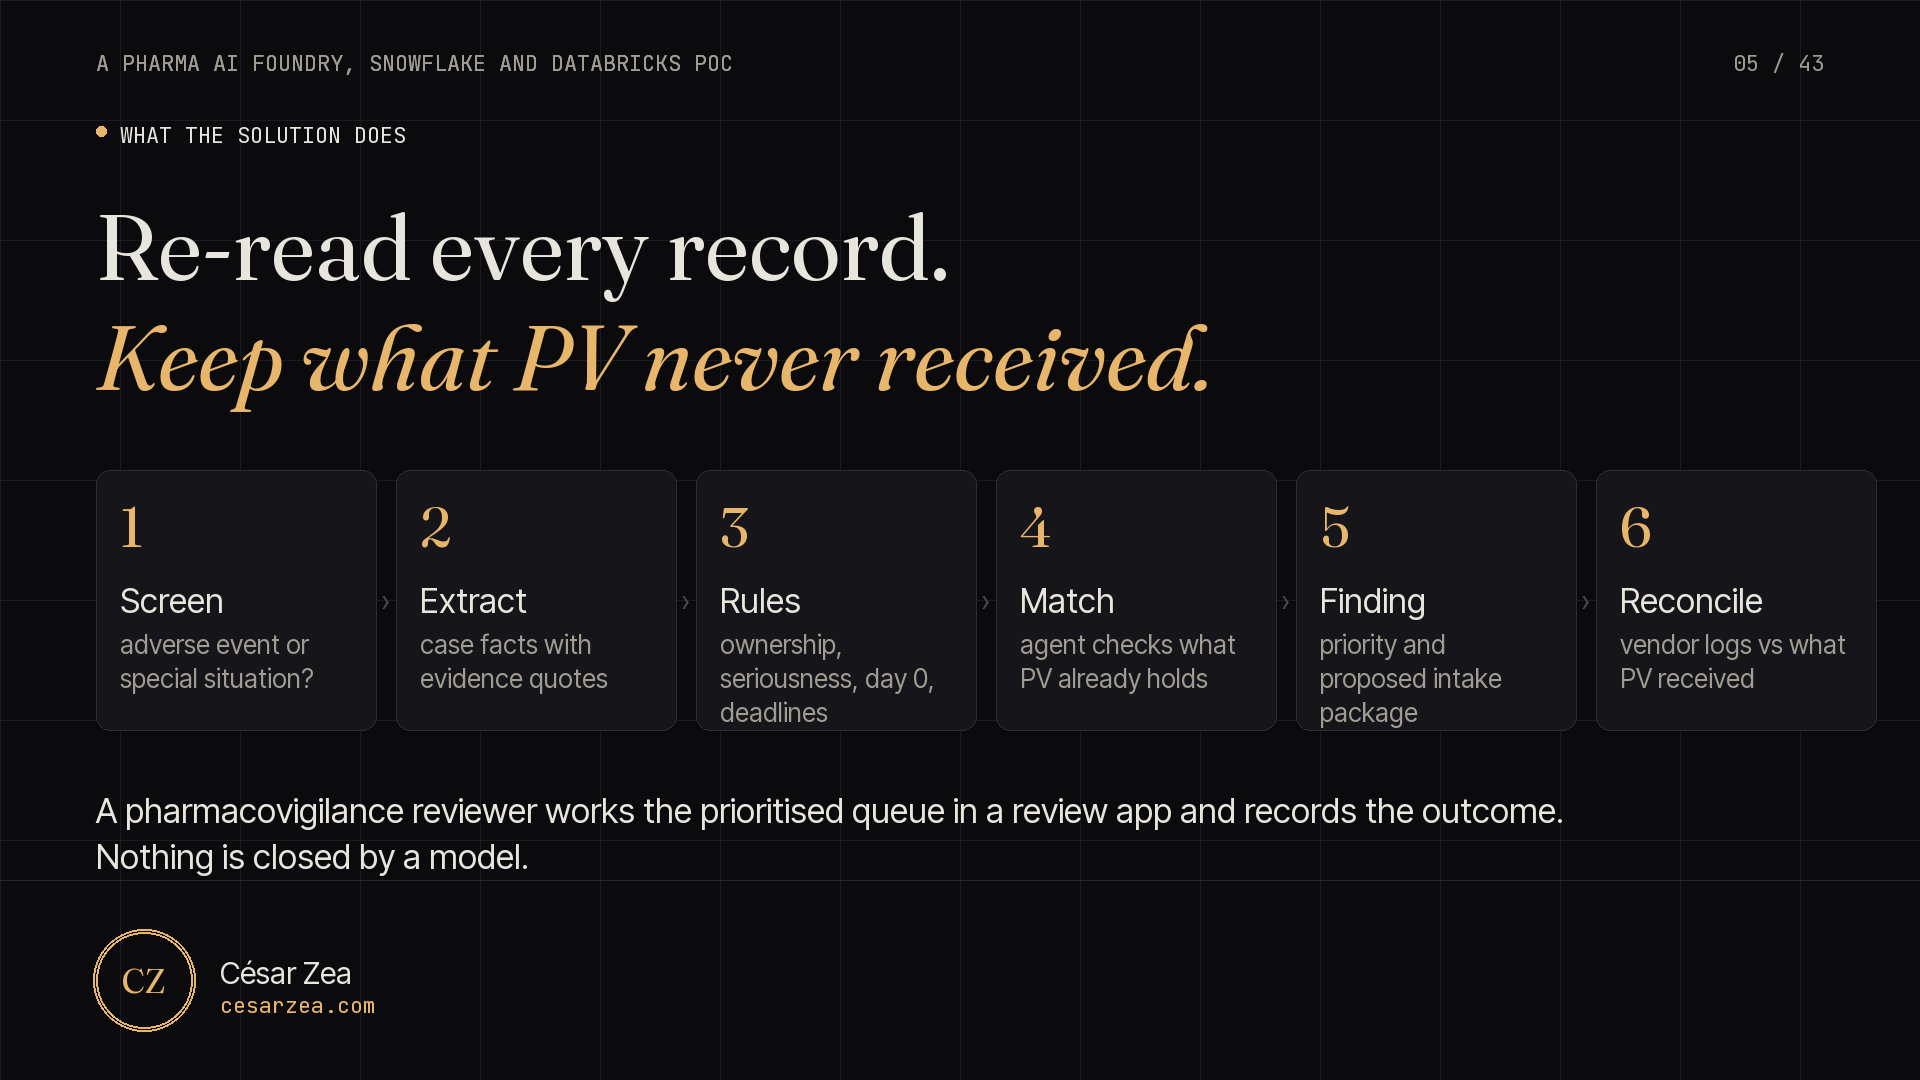 A PHARMA AI FOUNDRY, SNOWFLAKE AND DATABRICKS POC
05 / 43
WHAT THE SOLUTION DOES
Re-read every record.
Keep what PV never received.
1
Screen
adverse event or
special situation?
›
2
Extract
case facts with
evidence quotes
›
3
Rules
ownership,
seriousness, day 0,
deadlines
›
4
Match
agent checks what
PV already holds
›
5
Finding
priority and
proposed intake
package
›
6
Reconcile
vendor logs vs what
PV received
A pharmacovigilance reviewer works the prioritised queue in a review app and records the outcome.
Nothing is closed by a model.
CZ
César Zea
cesarzea.com